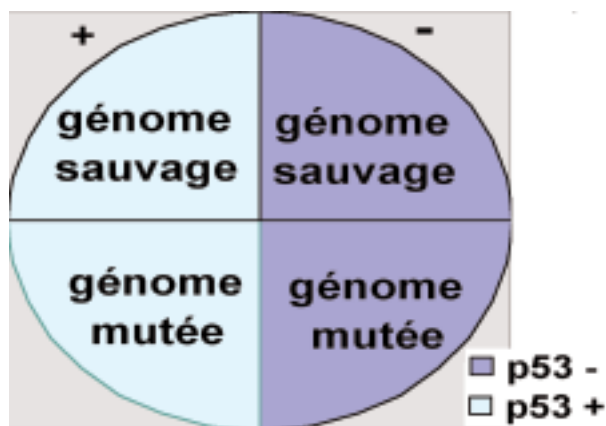 + -
génome génome
sauvage sauvage
génome génome
mutée mutée
p53 -
p53 +